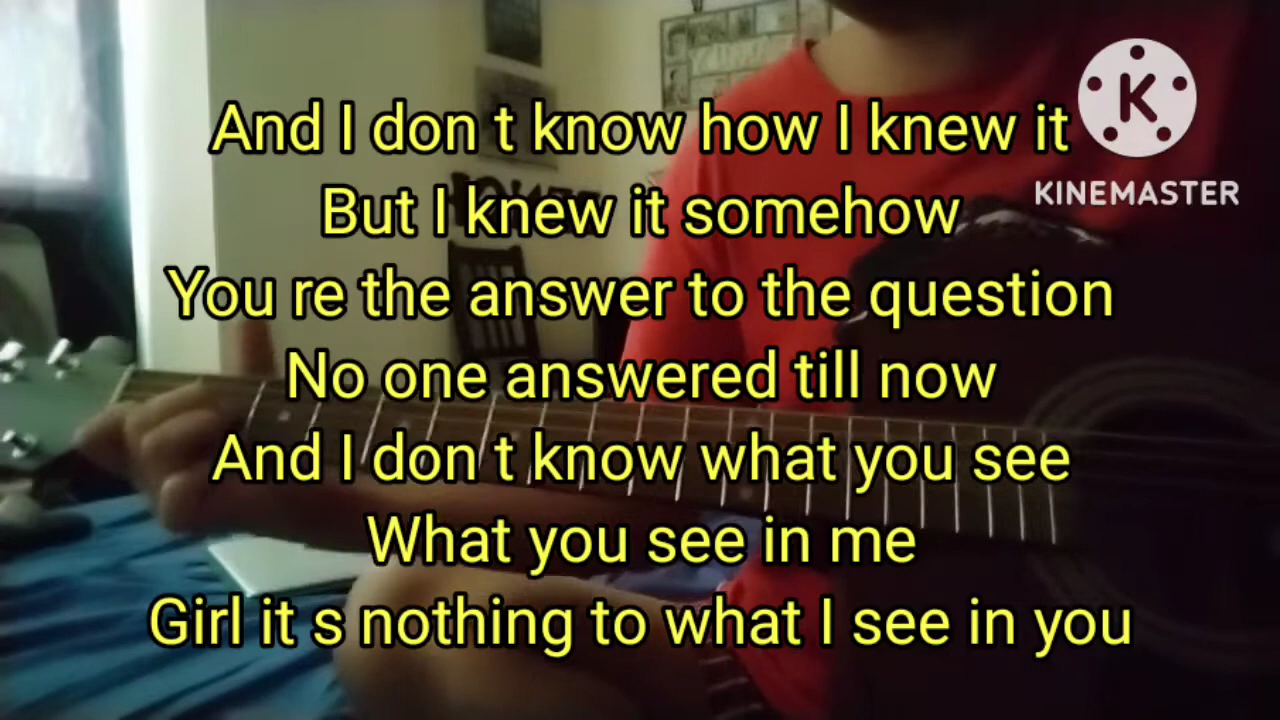 And I don t know how I knew it
But I knew it somehow
You re the answer to the question
No one answered till now
And I don t know what you see
What you see in me
Girl it s nothing to what I see in you
K
KINEMASTER